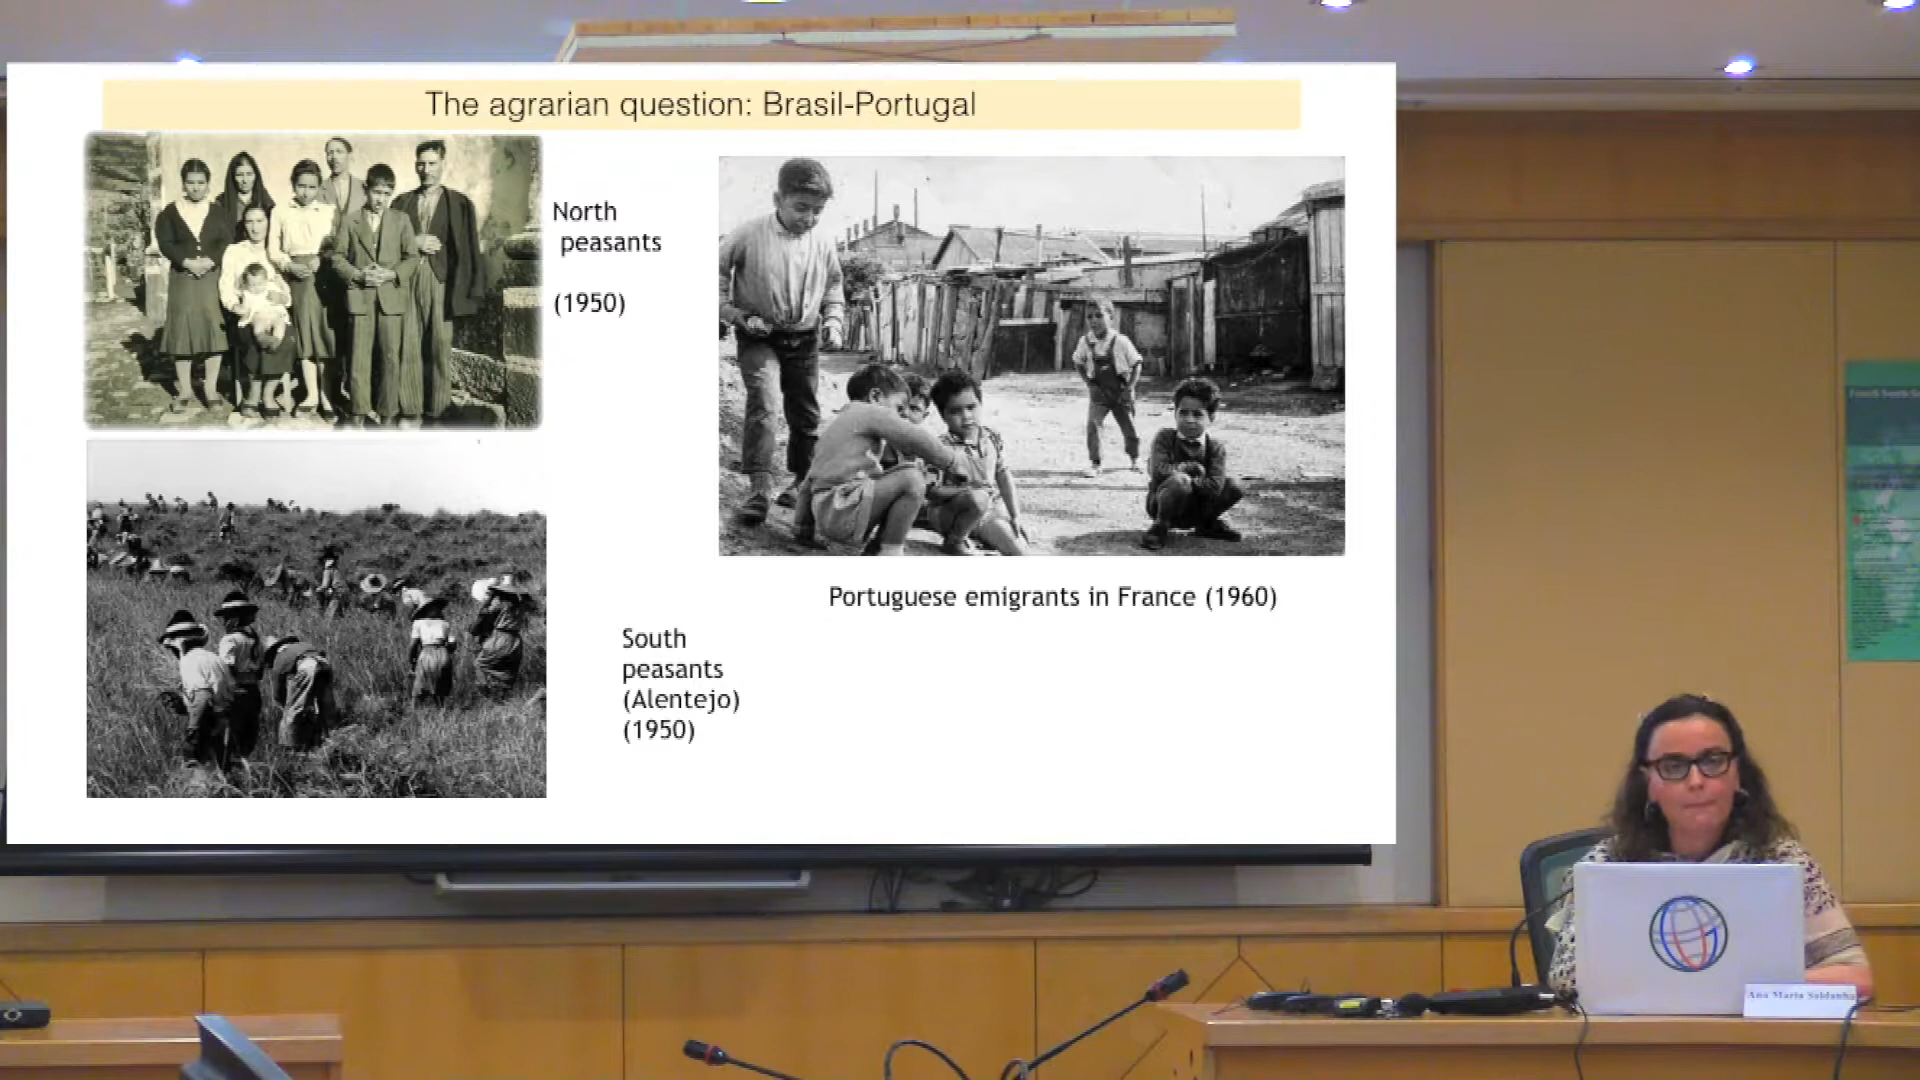 The agrarian question: Brasil-Portugal
North
peasants
(1950)
Portuguese emigrants in France (1960)
South
peasants
(Alentejo)
(1950)
Ana Maria Saldanha